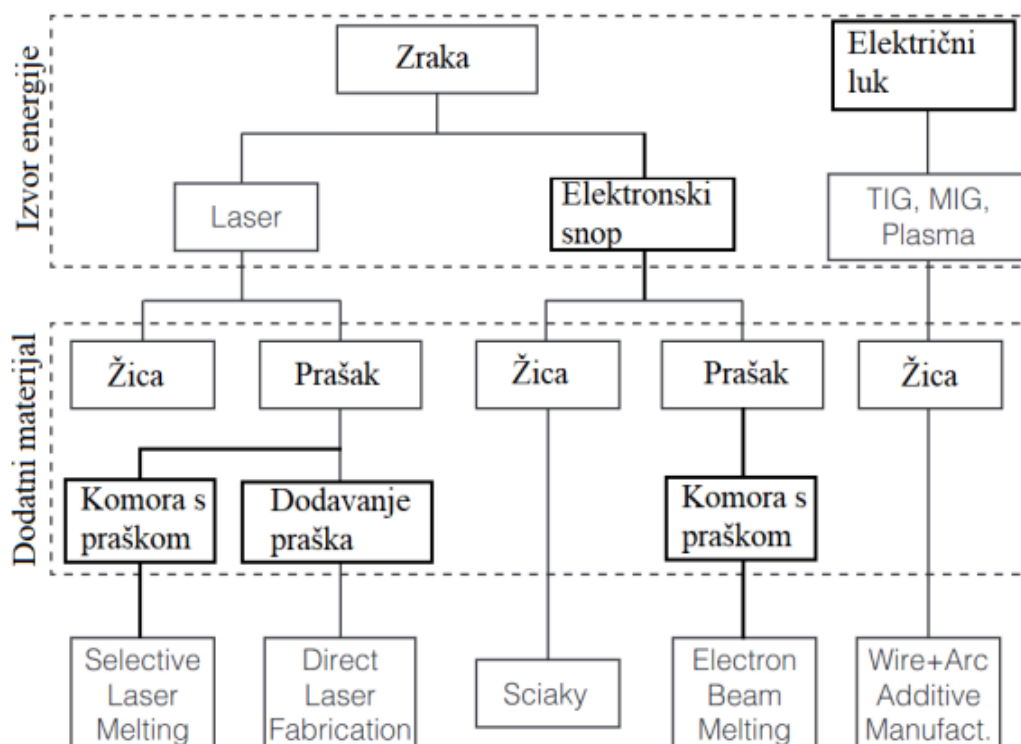 Izvor energije
Zraka
Električni
luk
Laser
Elektronski
snop
TIG, MIG,
Plasma
Dodatni materijal
Žica
Prašak
Žica
Prašak
Žica
Komora s
praškom
Dodavanje
praška
Komora s
praškom
Selective
Laser
Melting
Direct
Laser
Fabrication
Sciaky
Electron
Beam
Melting
Wire+Arc
Additive
Manufact.